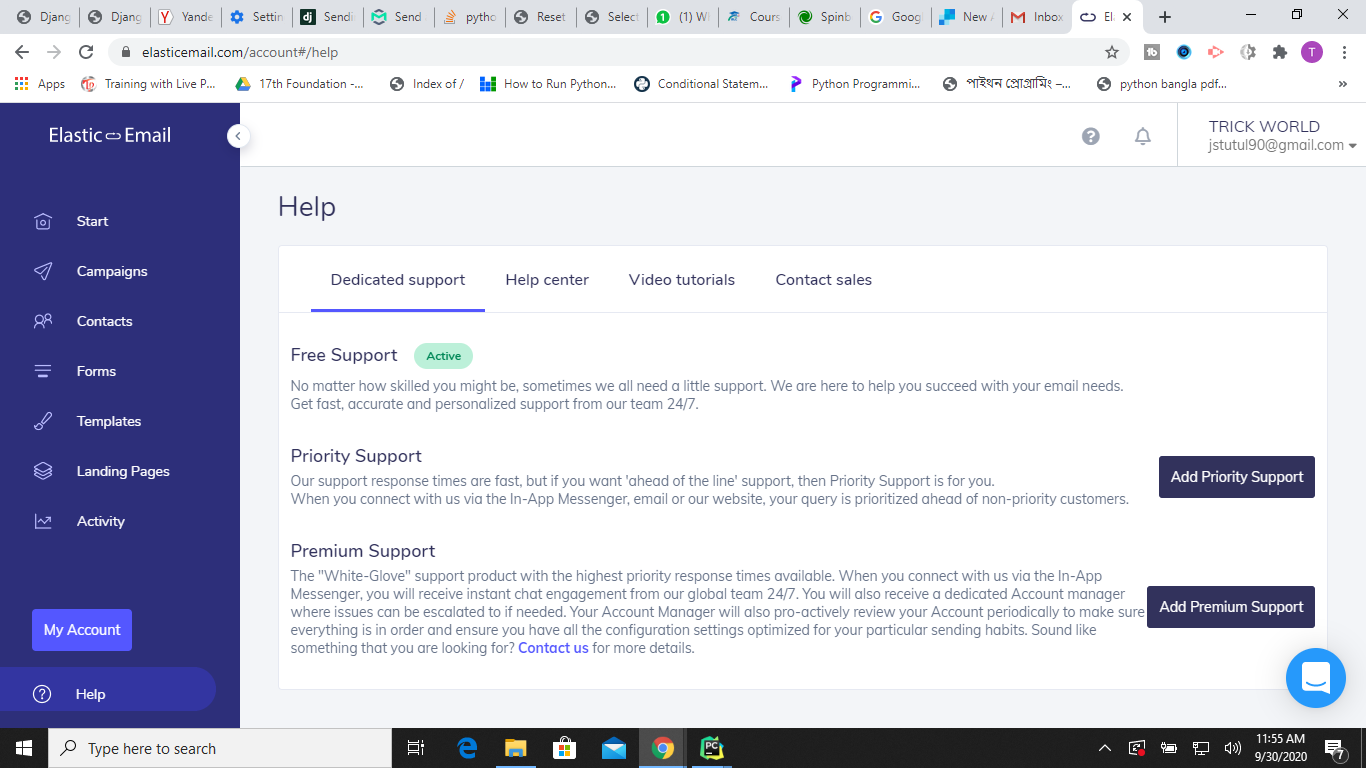 Djang
Djang
Yande
Settin
Sendi
Send
pytho
Reset
Select
(1) W
Cours
Spinb
Goog
New
Inbox
Ela
elasticemail.com/account#/help
T
Apps
Training with Live P...
17th Foundation -...
Index of /
How to Run Python...
Conditional Statem...
Python Programmi...
পাইথন প্রোগ্রামিং –...
python bangla pdf...
Elastic Email
TRICK WORLD
jstutul90@gmail.com
Start
Campaigns
Contacts
Forms
Templates
Landing Pages
Activity
My Account
Help
Help
Dedicated support
Help center
Video tutorials
Contact sales
Free Support
Active
No matter how skilled you might be, sometimes we all need a little support. We are here to help you succeed with your email needs.
Get fast, accurate and personalized support from our team 24/7.
Priority Support
Our support response times are fast, but if you want 'ahead of the line' support, then Priority Support is for you.
When you connect with us via the In-App Messenger, email or our website, your query is prioritized ahead of non-priority customers.
Add Priority Support
Premium Support
The "White-Glove" support product with the highest priority response times available. When you connect with us via the In-App
Messenger, you will receive instant chat engagement from our global team 24/7. You will also receive a dedicated Account manager
where issues can be escalated to if needed. Your Account Manager will also pro-actively review your Account periodically to make sure
everything is in order and ensure you have all the configuration settings optimized for your particular sending habits. Sound like
something that you are looking for? Contact us for more details.
Add Premium Support
Type here to search
11:55 AM
9/30/2020
7